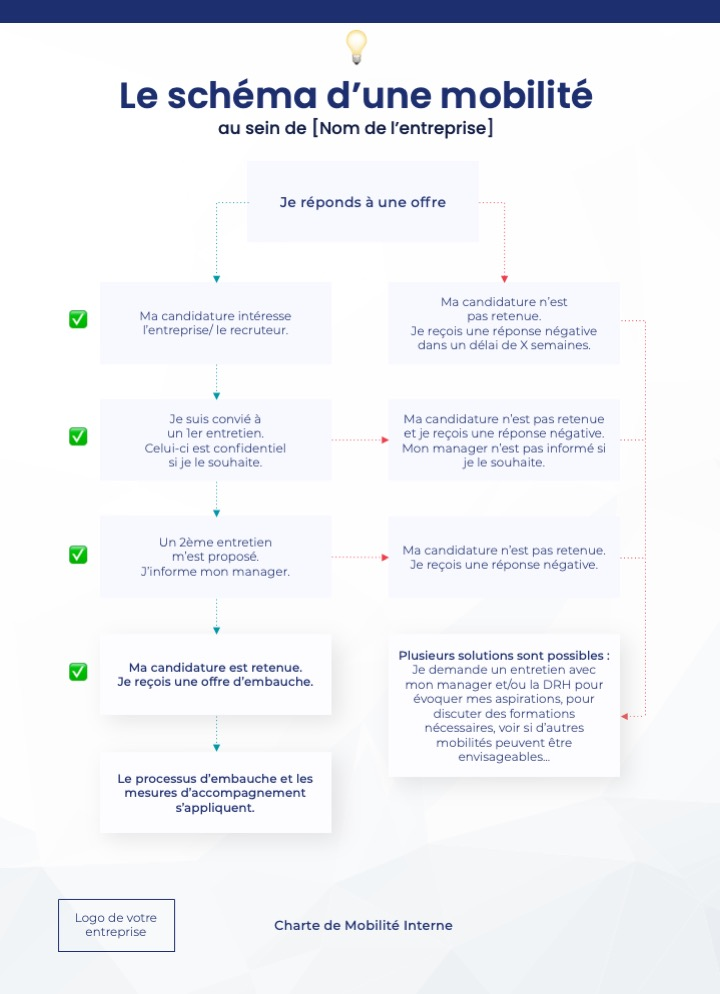 Le schéma d’une mobilité
au sein de [Nom de l’entreprise]
Je réponds à une offre
Ma candidature intéresse
l’entreprise/ le recruteur.
Ma candidature n’est
pas retenue.
Je reçois une réponse négative
dans un délai de X semaines.
Je suis convié à
un 1er entretien.
Celui-ci est confidentiel
si je le souhaite.
Ma candidature n’est pas retenue
et je reçois une réponse négative.
Mon manager n’est pas informé si
je le souhaite.
Un 2ème entretien
m’est proposé.
J’informe mon manager.
Ma candidature n’est pas retenue.
Je reçois une réponse négative.
Ma candidature est retenue.
Je reçois une offre d’embauche.
Plusieurs solutions sont possibles :
Je demande un entretien avec
mon manager et/ou la DRH pour
évoquer mes aspirations, pour
discuter des formations
nécessaires, voir si d’autres
mobilités peuvent être
envisageables...
Le processus d’embauche et les
mesures d’accompagnement
s’appliquent.
Logo de votre
entreprise
Charte de Mobilité Interne